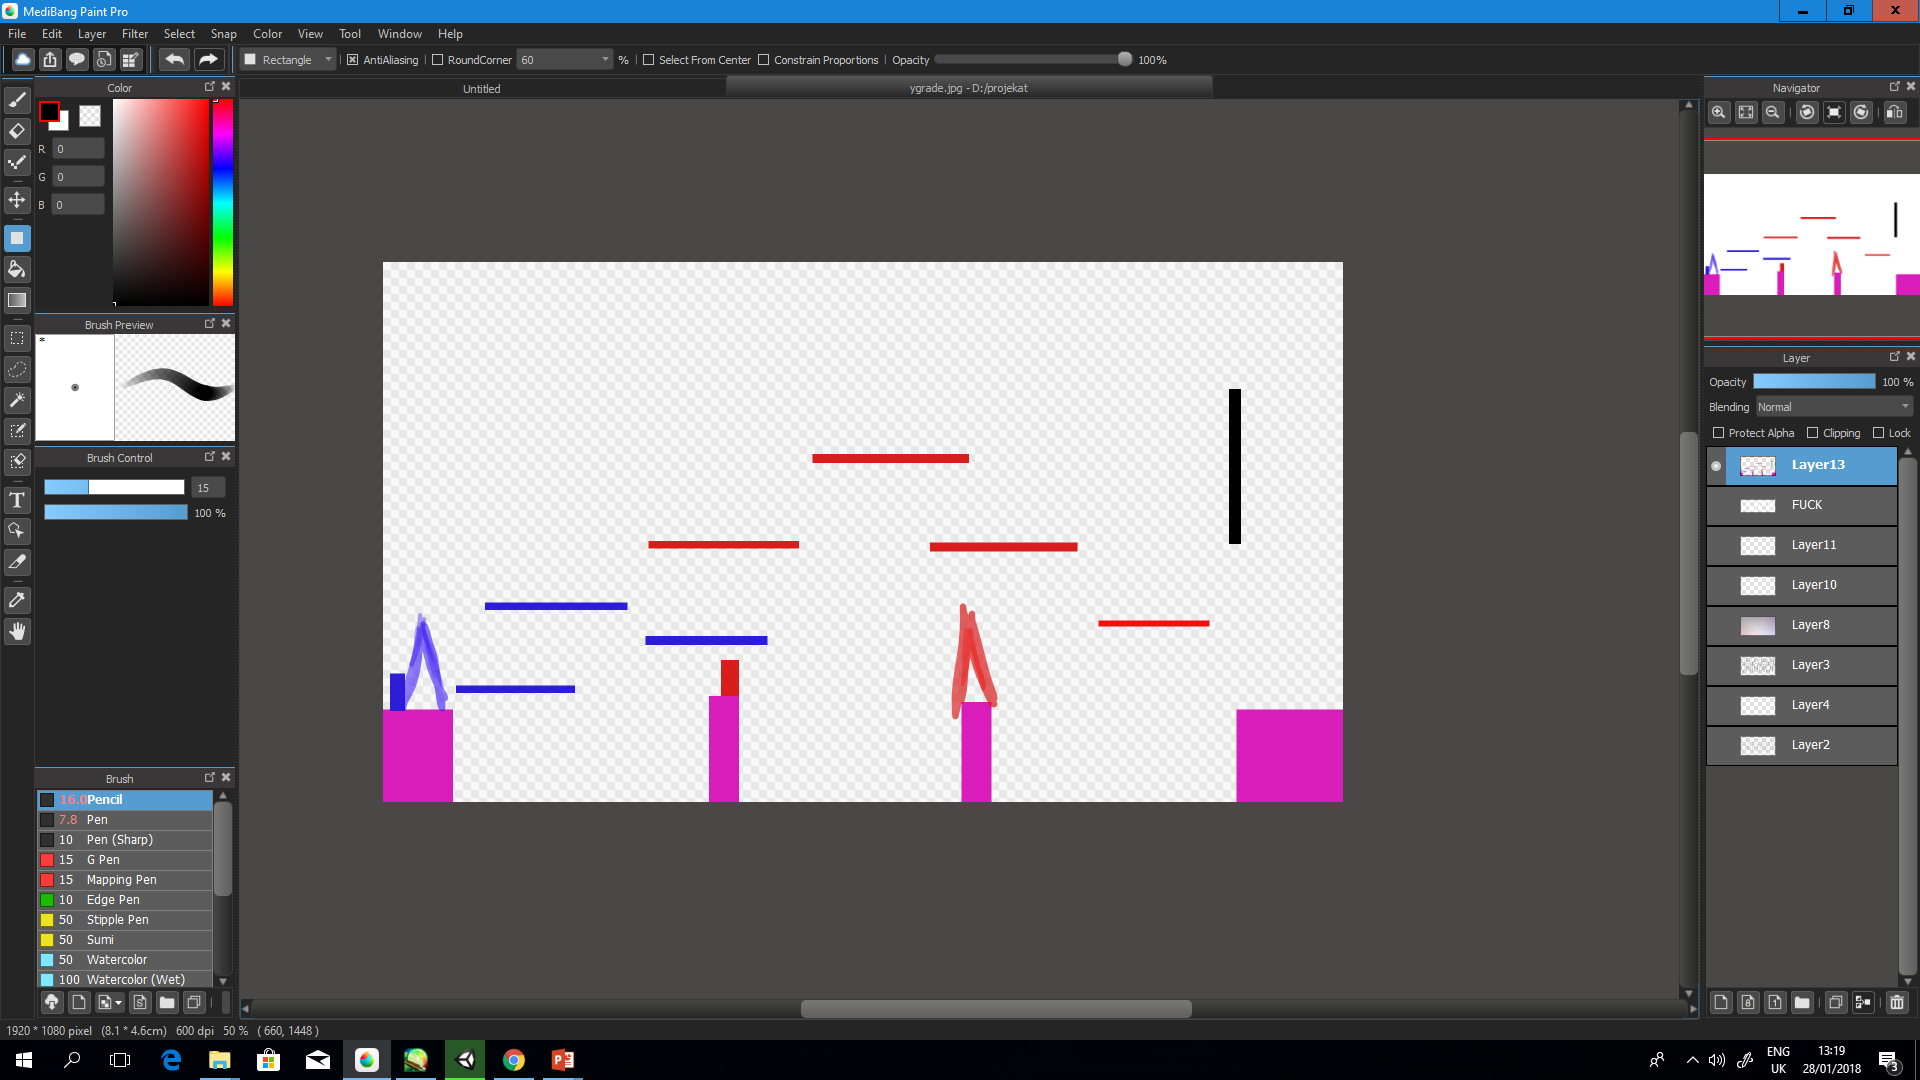 MediBang Paint Pro
File Edit Layer Filter Select Snap Color View Tool Window Help
Rectangle AntiAliasing RoundCorner 60 % Select From Center Constrain Proportions Opacity 100%
Color Untitled ygrade.jpg - D:/projekat Navigator
R 0
G 0
B 0
Brush Preview
*
Layer
Opacity 100 %
Blending Normal
Protect Alpha Clipping Lock
Brush Control
15
100 %
Layer13
FUCK
Layer11
Layer10
Layer8
Layer3
Layer4
Layer2
Brush
16.0 Pencil
7.8 Pen
10 Pen (Sharp)
15 G Pen
15 Mapping Pen
10 Edge Pen
50 Stipple Pen
50 Sumi
50 Watercolor
100 Watercolor (Wet)
1920 * 1080 pixel (8.1 * 4.6cm) 600 dpi 50 % ( 660, 1448 )
ENG
UK
13:19
28/01/2018
3